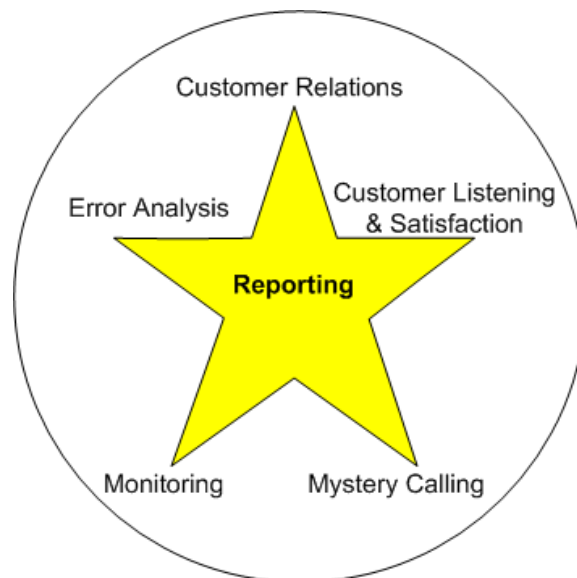 Customer Relations
Error Analysis
Customer Listening
& Satisfaction
Reporting
Monitoring
Mystery Calling